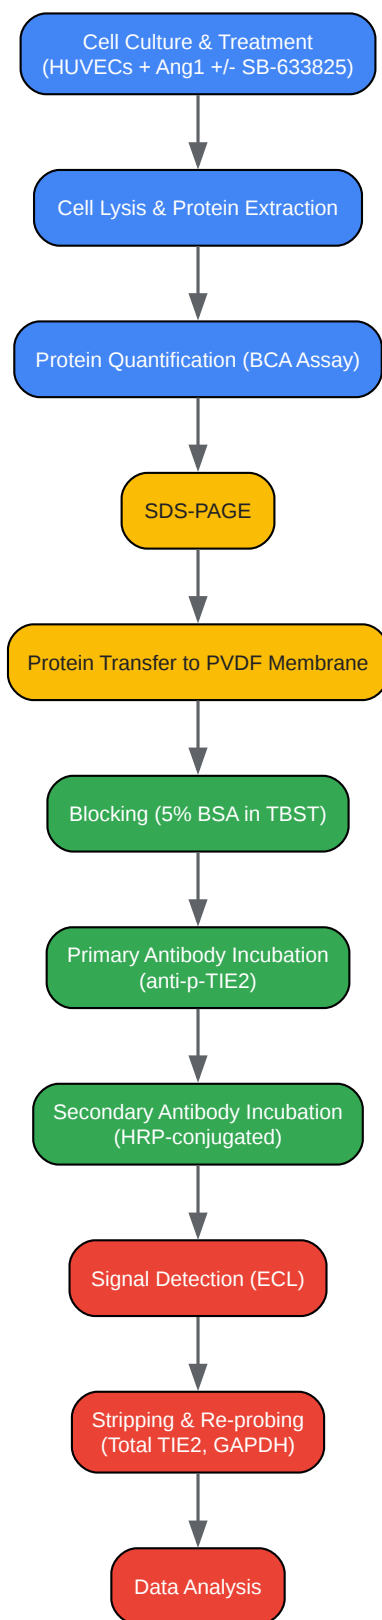 Cell Culture & Treatment
(HUVECs + Ang1 +/- SB-633825)
Cell Lysis & Protein Extraction
Protein Quantification (BCA Assay)
SDS-PAGE
Protein Transfer to PVDF Membrane
Blocking (5% BSA in TBST)
Primary Antibody Incubation
(anti-p-TIE2)
Secondary Antibody Incubation
(HRP-conjugated)
Signal Detection (ECL)
Stripping & Re-probing
(Total TIE2, GAPDH)
Data Analysis